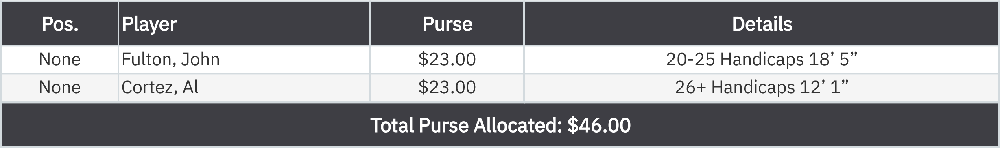 Pos. Player Purse Details
None Fulton, John $23.00 20-25 Handicaps 18’ 5”
None Cortez, Al $23.00 26+ Handicaps 12’ 1”
Total Purse Allocated: $46.00